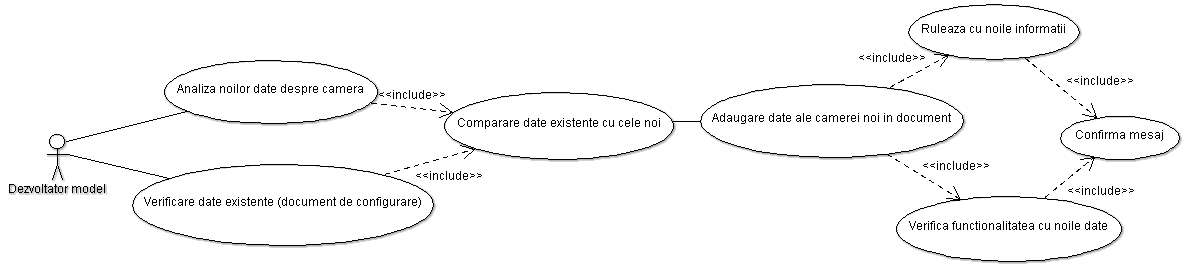 Ruleaza cu noile informatii
<<include>>
<<include>>
Analiza noilor date despre camera
<<include>>
Comparare date existente cu cele noi
Adaugare date ale camerei noi in document
Confirma mesaj
<<include>>
<<include>>
<<include>>
Dezvoltator model
Verificare date existente (document de configurare)
Verifica functionalitatea cu noile date